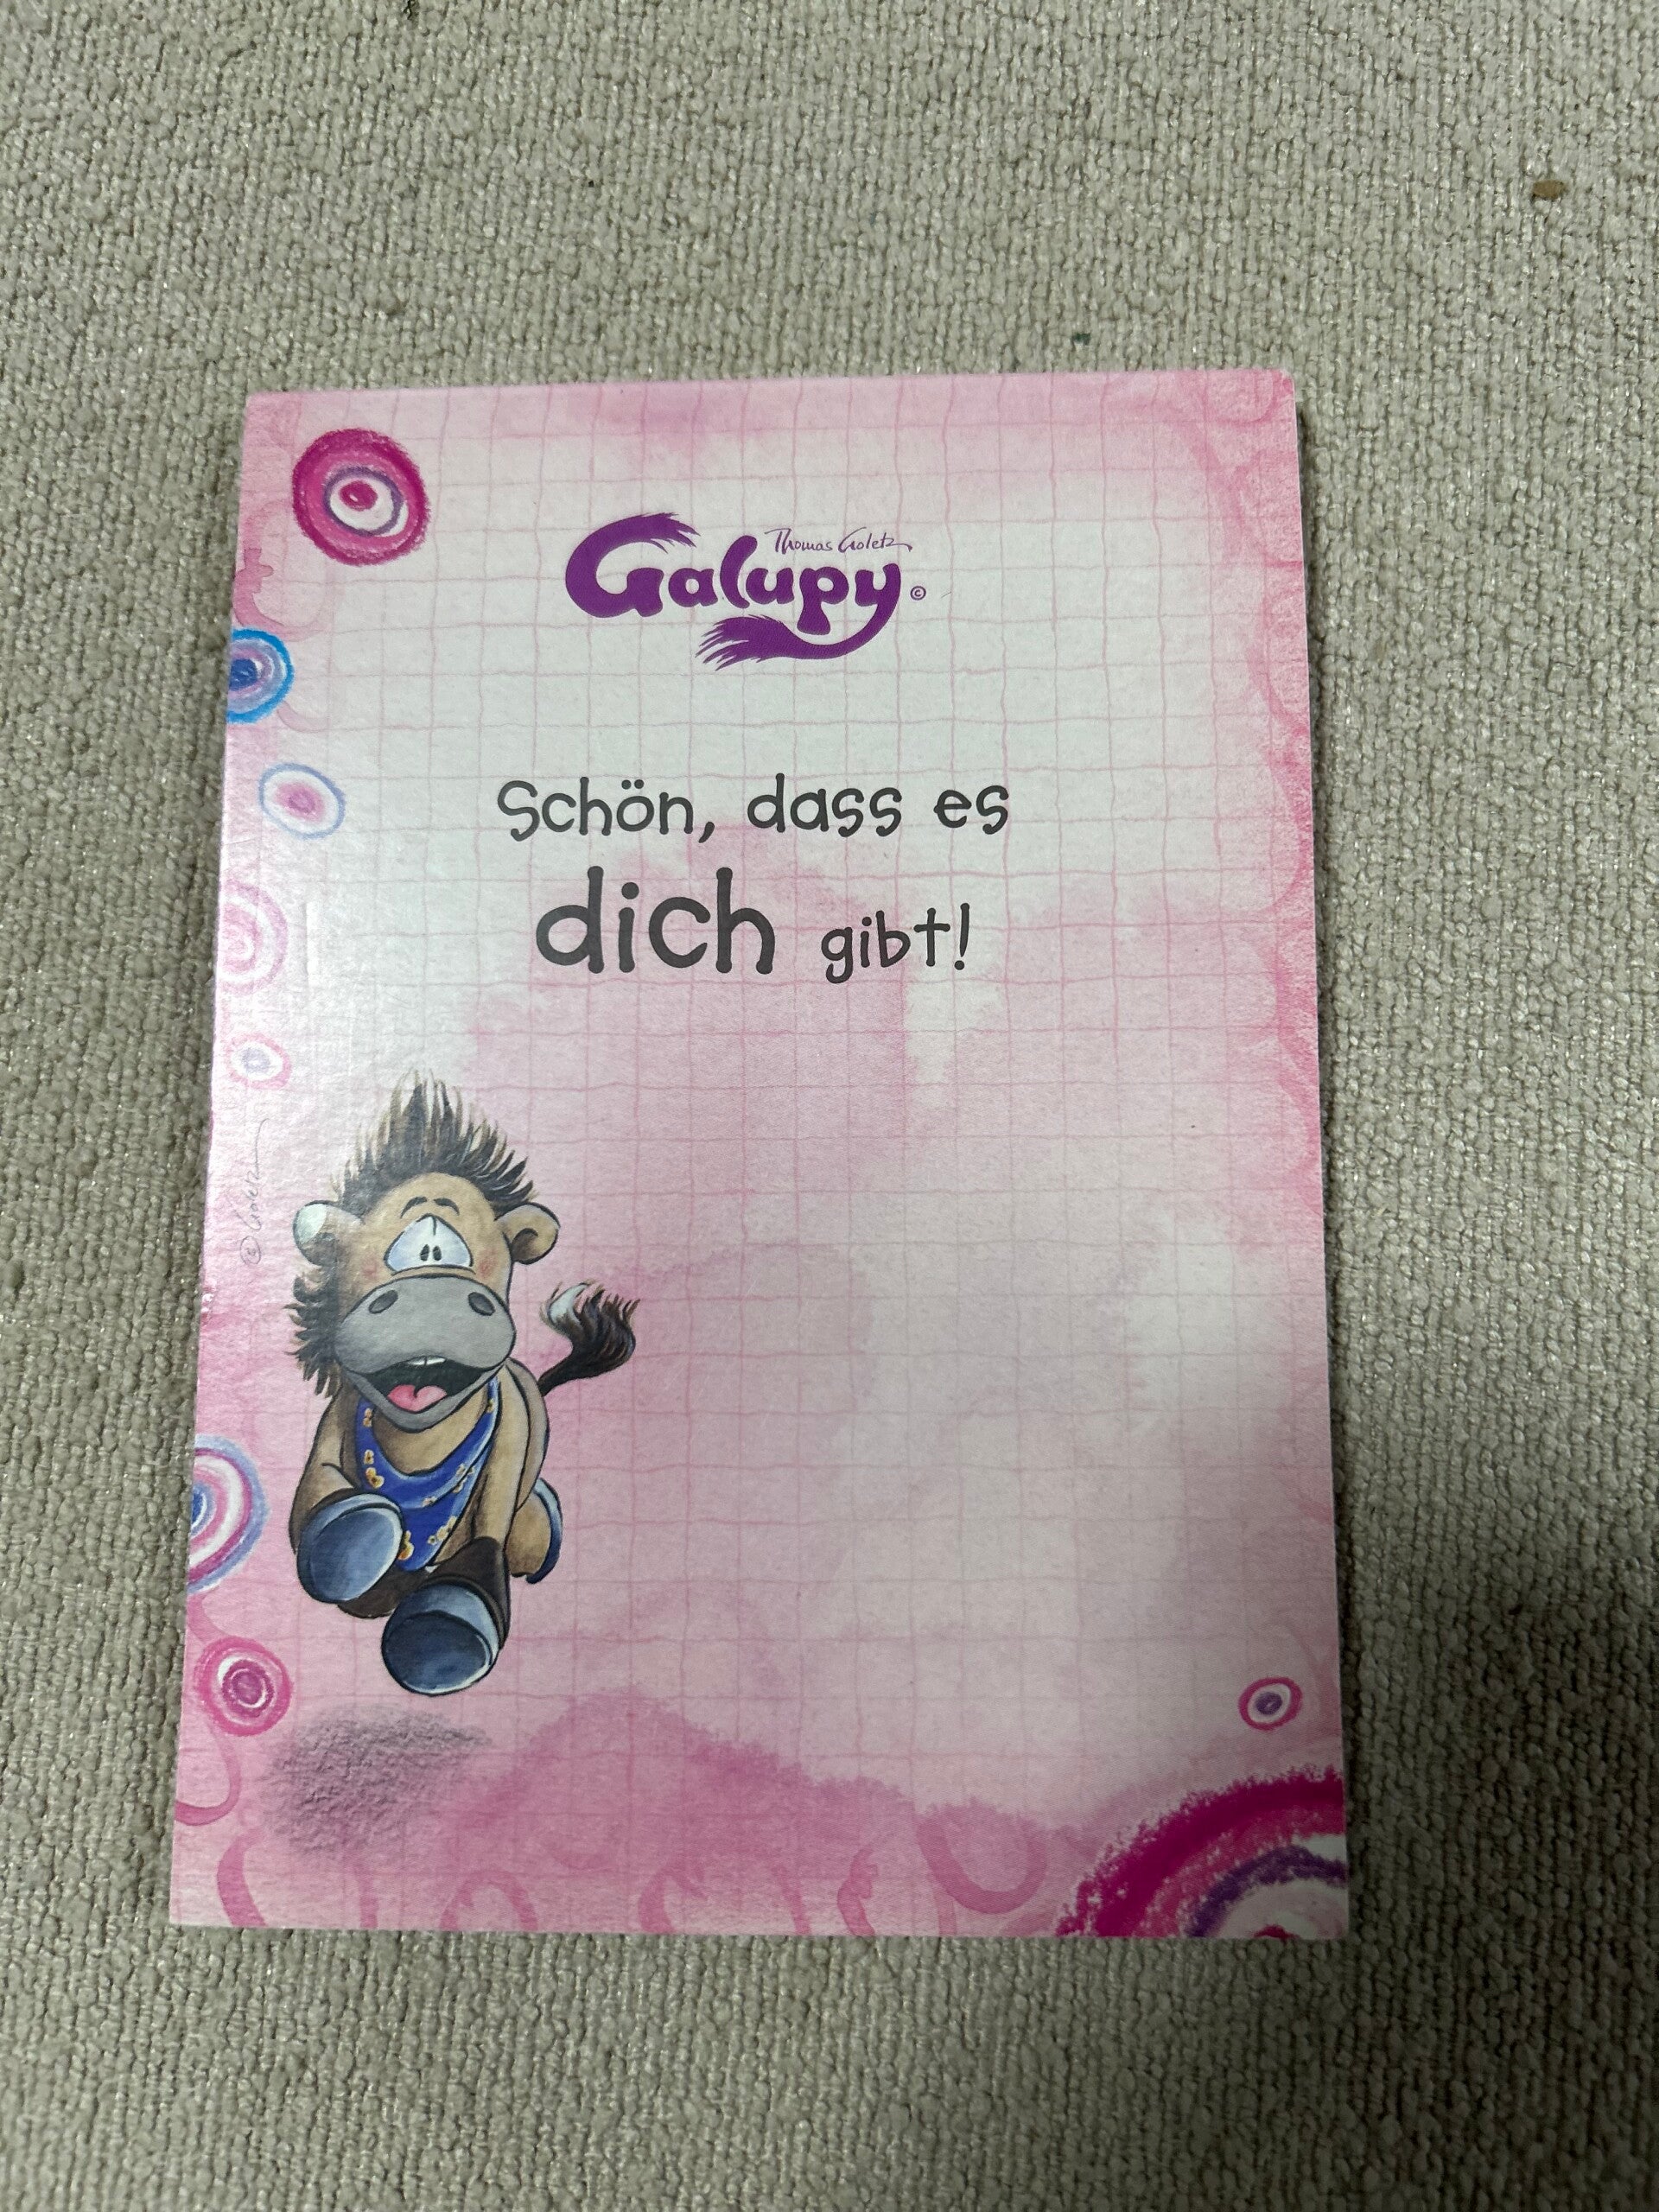 Thomas Goletz
Galupy ©
Schön, dass es
dich gibt!
©